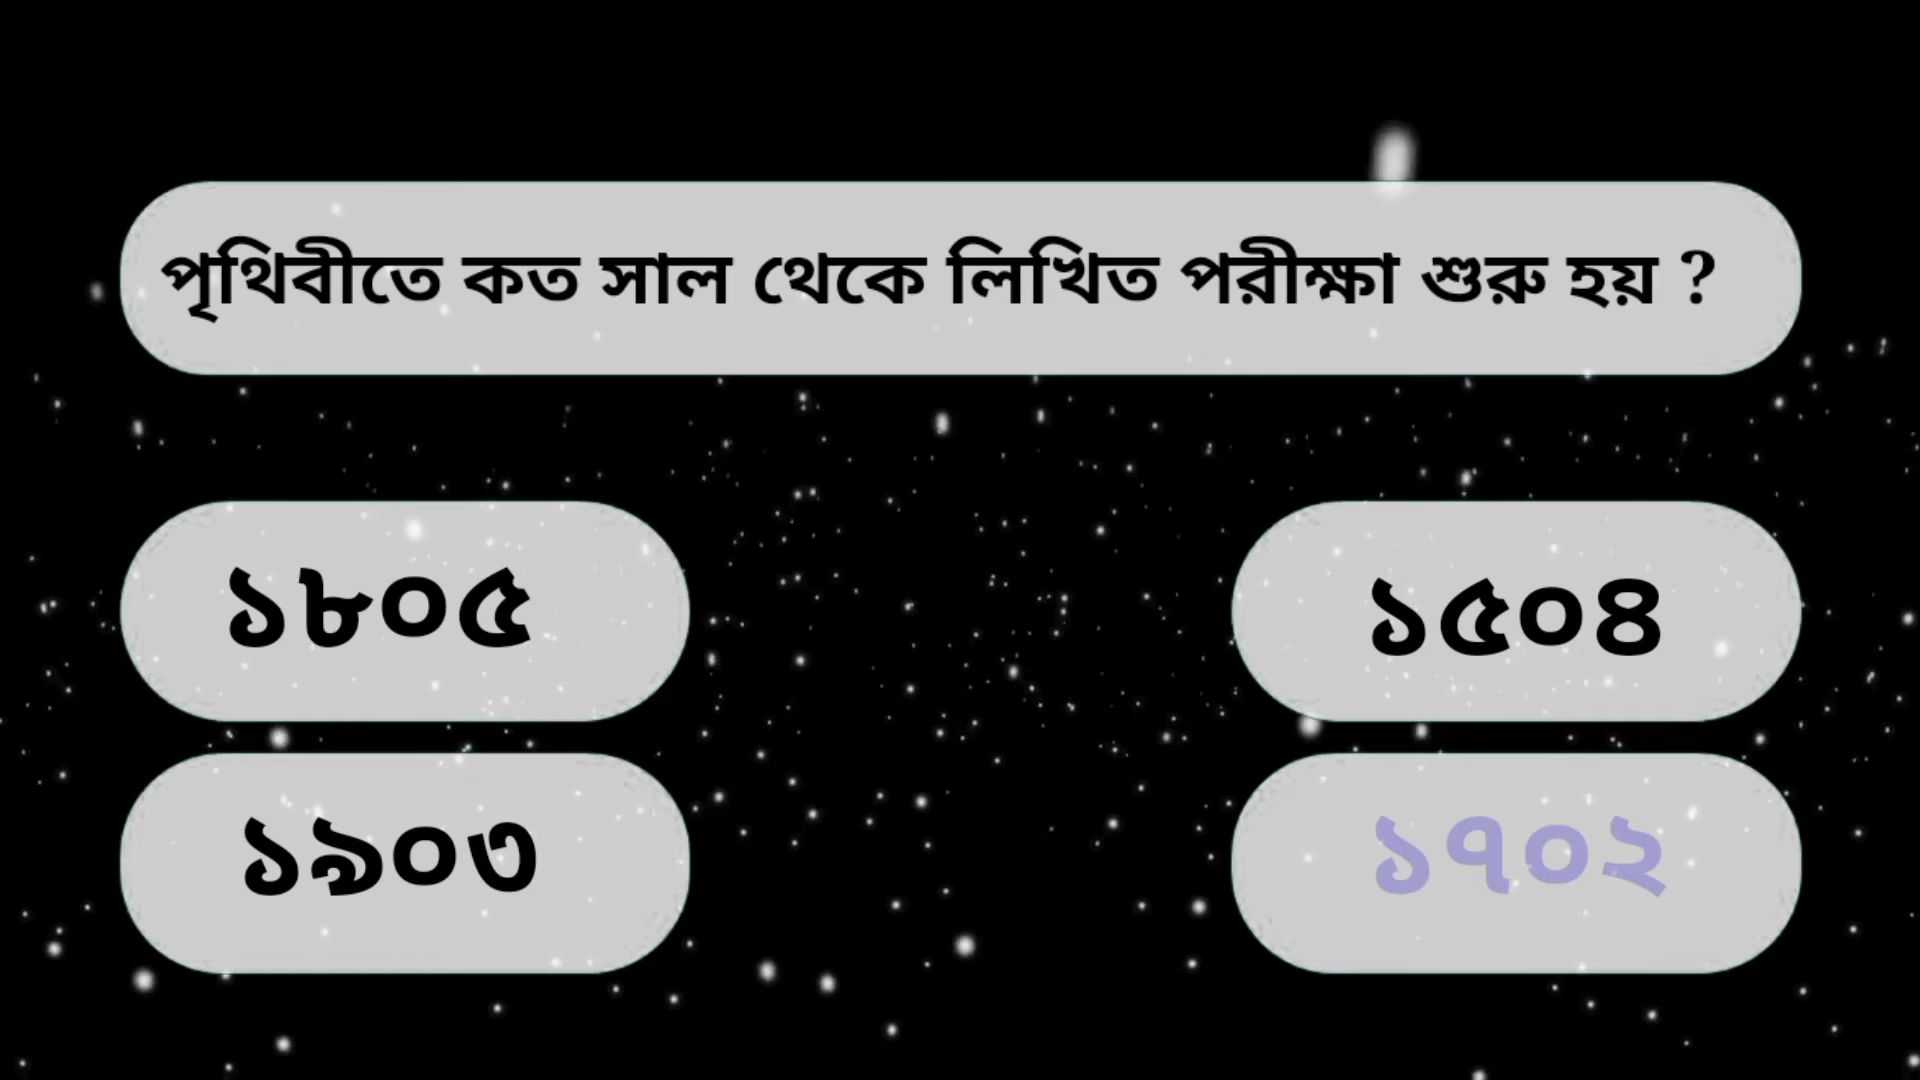 পৃথিবীতে কত সাল থেকে লিখিত পরীক্ষা শুরু হয় ?
১৮০৫
১৫০৪
১৯০৩
১৭০২